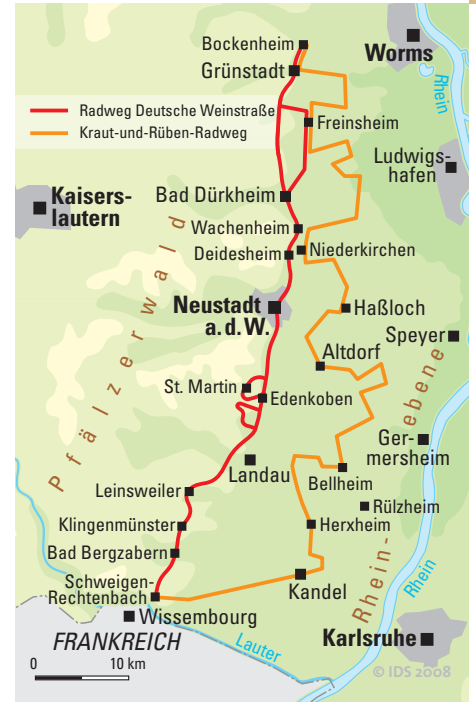 Bockenheim
Worms
Grünstadt
Rhein
Radweg Deutsche Weinstraße
Kraut-und-Rüben-Radweg
Freinsheim
Ludwigs-
hafen
Kaisers-
lautern
Bad Dürkheim
Wachenheim
Deidesheim
Niederkirchen
Neustadt
a.d.W.
Haßloch
Speyer
Altdorf
Pfälzerwald
St. Martin
Edenkoben
Ger-
mersheim
Landau
Bellheim
Leinsweiler
Rülzheim
Klingenmünster
Herxheim
Bad Bergzabern
Rhein-
ebene
Rhein
Schweigen-
Rechtenbach
Kandel
Wissembourg
FRANKREICH
Lauter
Karlsruhe
0 10 km
© IDS 2008